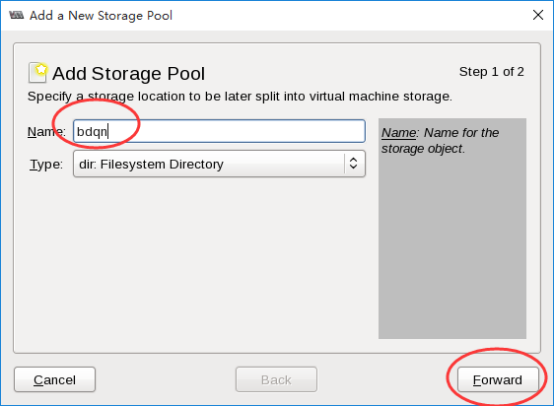 Add a New Storage Pool
Add Storage Pool
Step 1 of 2
Specify a storage location to be later split into virtual machine storage.
Name: bdqn
Type: dir: Filesystem Directory
Name: Name for the
storage object.
Cancel
Back
Forward